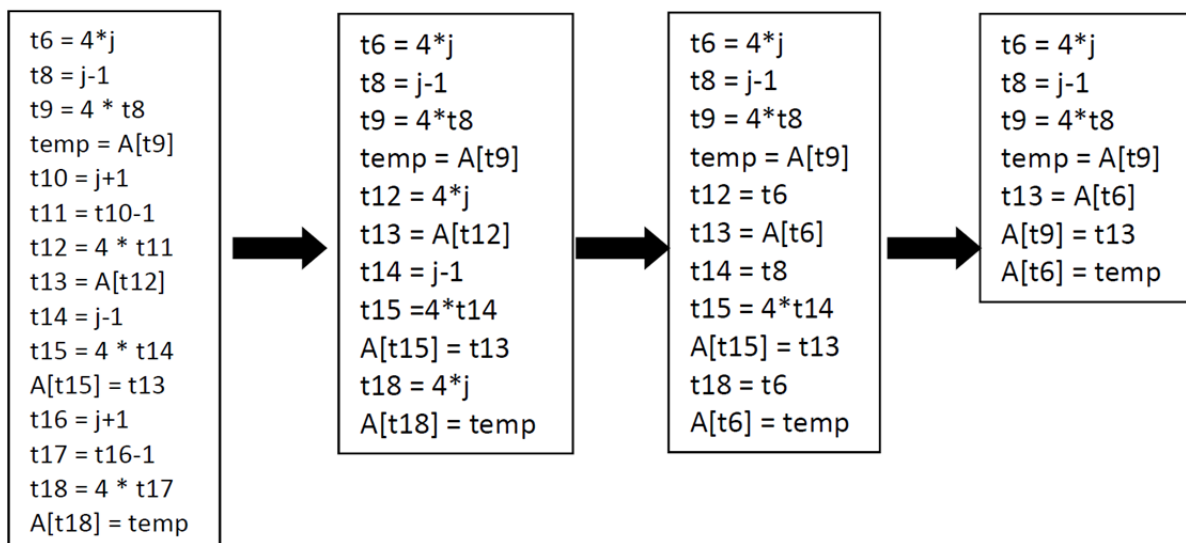 t6 = 4*j
t8 = j-1
t9 = 4 * t8
temp = A[t9]
t10 = j+1
t11 = t10-1
t12 = 4 * t11
t13 = A[t12]
t14 = j-1
t15 = 4 * t14
A[t15] = t13
t16 = j+1
t17 = t16-1
t18 = 4 * t17
A[t18] = temp
t6 = 4*j
t8 = j-1
t9 = 4*t8
temp = A[t9]
t12 = 4*j
t13 = A[t12]
t14 = j-1
t15 =4*t14
A[t15] = t13
t18 = 4*j
A[t18] = temp
t6 = 4*j
t8 = j-1
t9 = 4*t8
temp = A[t9]
t12 = t6
t13 = A[t6]
t14 = t8
t15 = 4*t14
A[t15] = t13
t18 = t6
A[t6] = temp
t6 = 4*j
t8 = j-1
t9 = 4*t8
temp = A[t9]
t13 = A[t6]
A[t9] = t13
A[t6] = temp